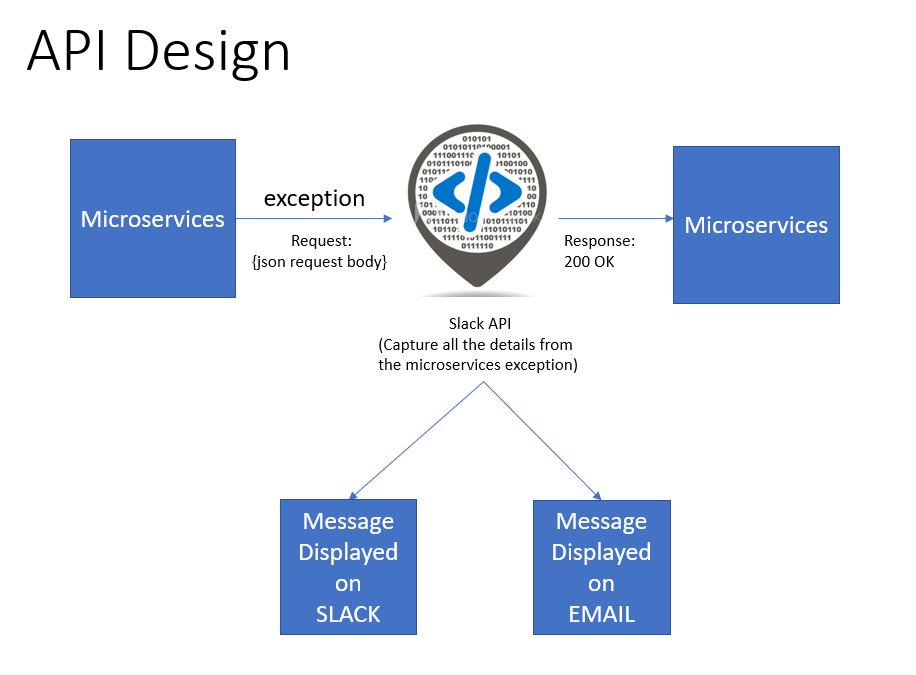 API Design
Microservices
exception
Request:
{json request body}
010101
Response:
200 OK
Microservices
Slack API
(Capture all the details from
the microservices exception)
Message
Displayed
on
SLACK
Message
Displayed
on
EMAIL